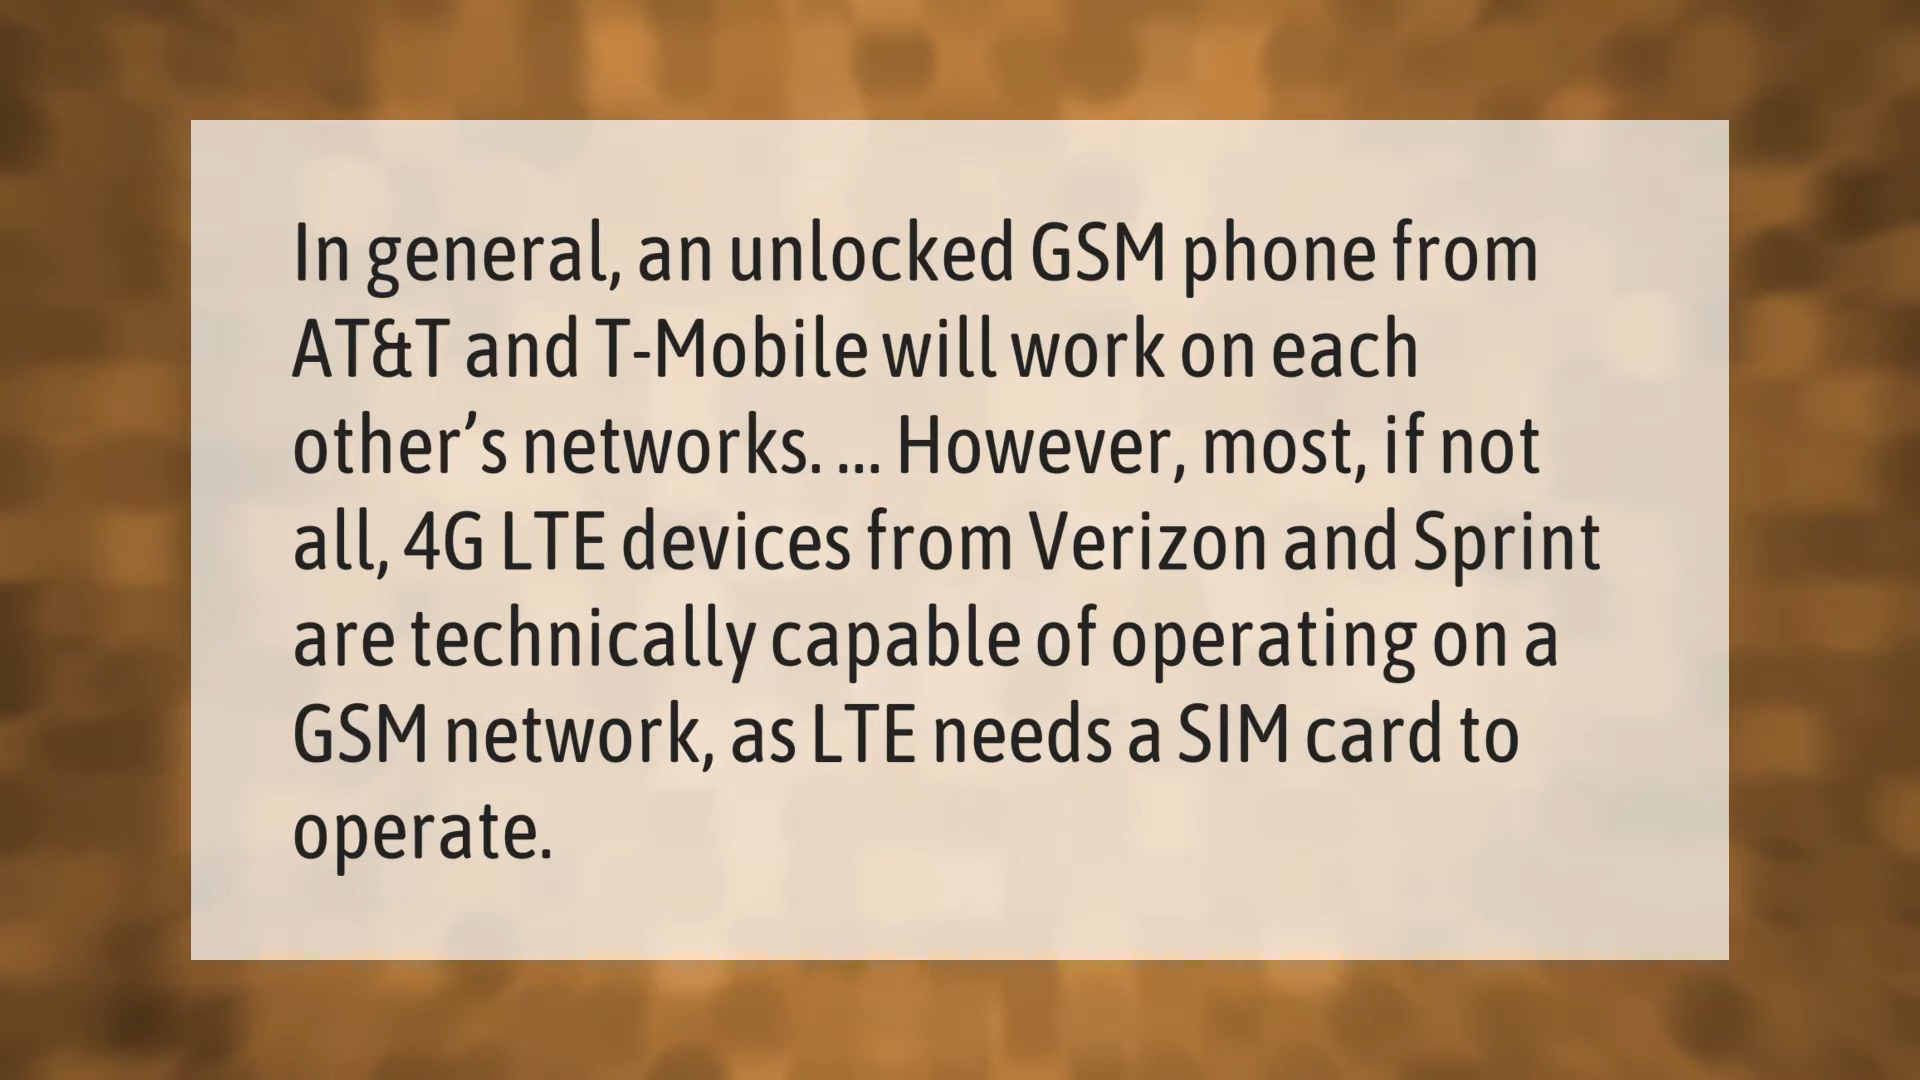 In general, an unlocked GSM phone from
AT&T and T-Mobile will work on each
other’s networks. ... However, most, if not
all, 4G LTE devices from Verizon and Sprint
are technically capable of operating on a
GSM network, as LTE needs a SIM card to
operate.